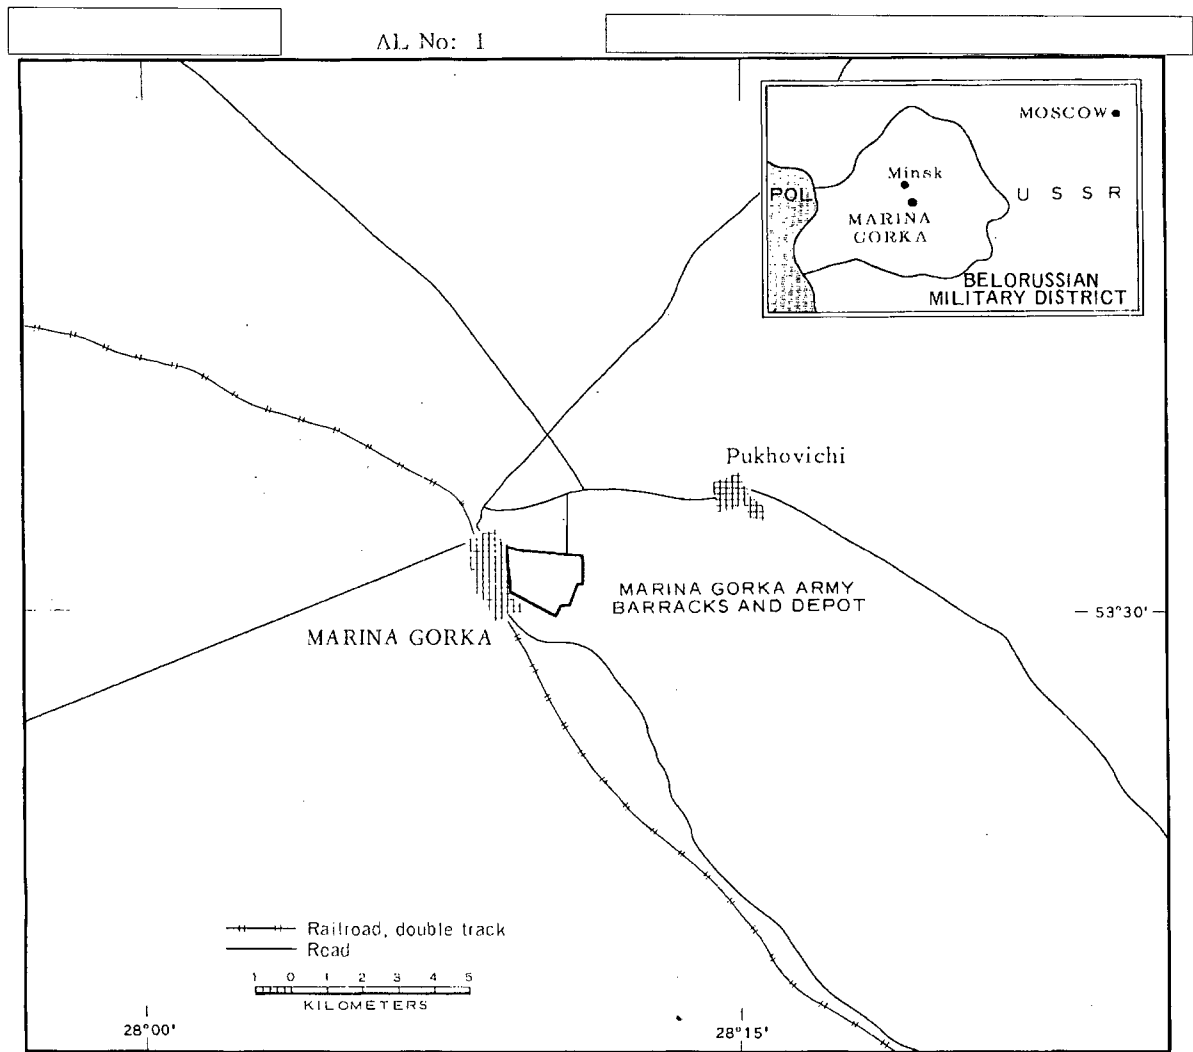 AL No: 1
MOSCOW
Minsk
POL
U S S R
MARINA
GORKA
BELORUSSIAN
MILITARY DISTRICT
Pukhovichi
MARINA GORKA ARMY
BARRACKS AND DEPOT
53°30'
MARINA GORKA
Railroad, double track
Road
1 0 1 2 3 4 5
KILOMETERS
28°00'
28°15'